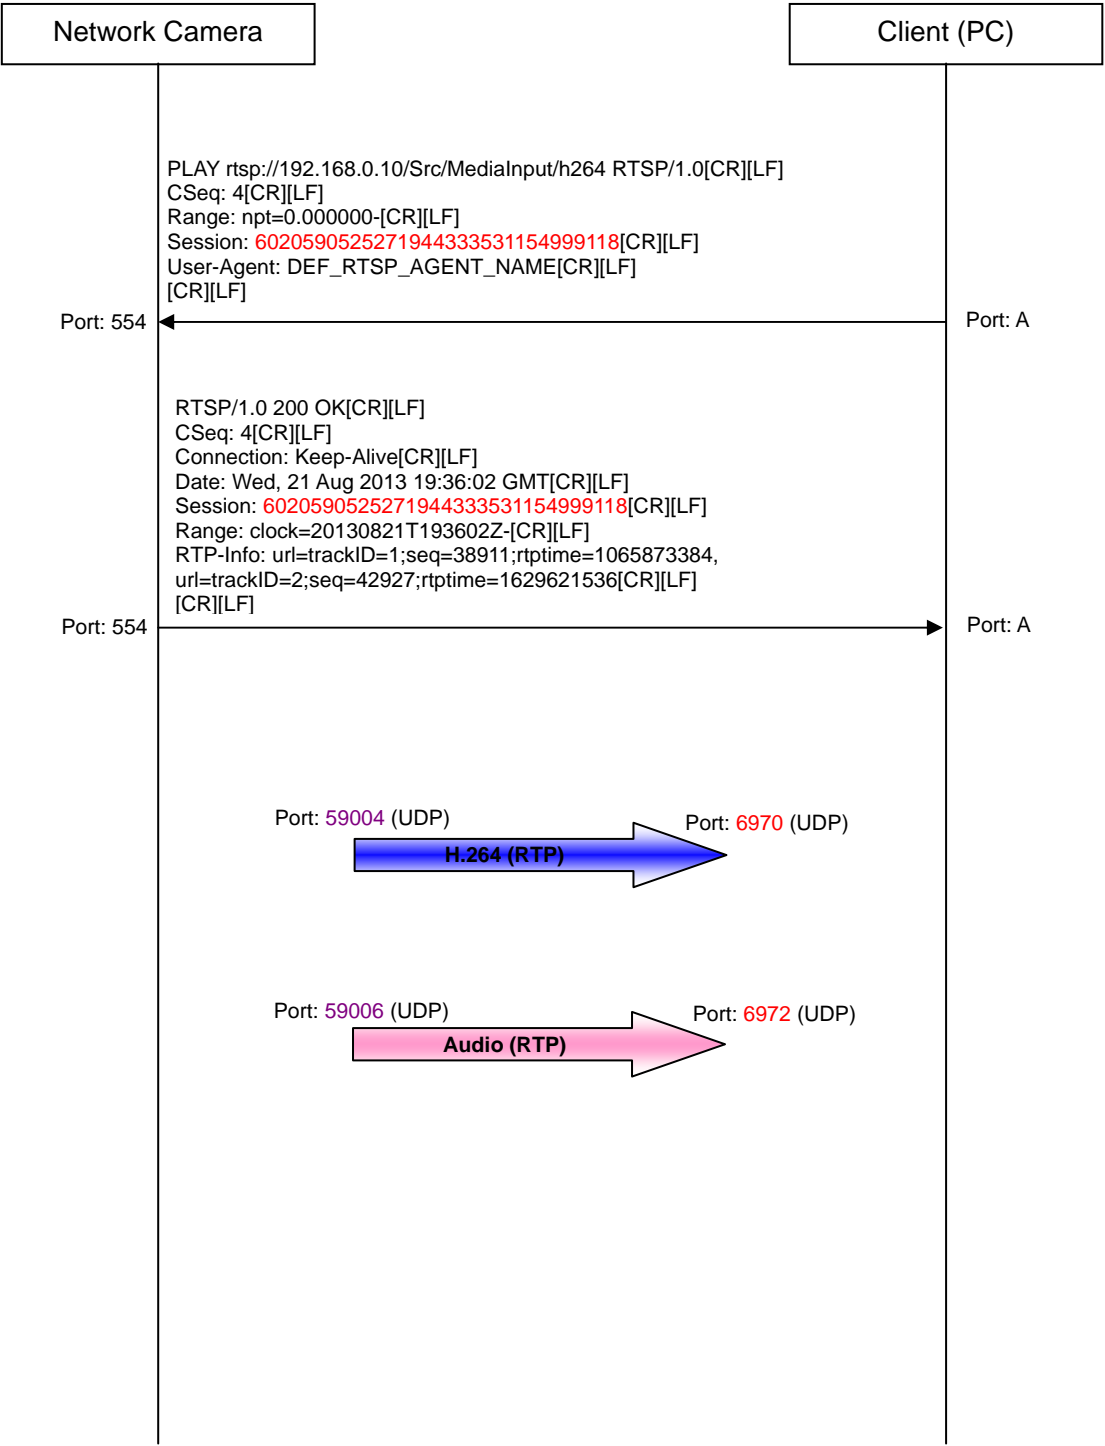 Network Camera
Client (PC)
PLAY rtsp://192.168.0.10/Src/MediaInput/h264 RTSP/1.0[CR][LF]
CSeq: 4[CR][LF]
Range: npt=0.000000-[CR][LF]
Session: 60205905252719444333531154999118[CR][LF]
User-Agent: DEF_RTSP_AGENT_NAME[CR][LF]
[CR][LF]
Port: 554
Port: A
RTSP/1.0 200 OK[CR][LF]
CSeq: 4[CR][LF]
Connection: Keep-Alive[CR][LF]
Date: Wed, 21 Aug 2013 19:36:02 GMT[CR][LF]
Session: 60205905252719444333531154999118[CR][LF]
Range: clock=20130821T193602Z-[CR][LF]
RTP-Info: url=trackID=1;seq=38911;rtptime=1065873384,
url=trackID=2;seq=42927;rtptime=1629621536[CR][LF]
[CR][LF]
Port: 554
Port: A
Port: 59004 (UDP)
Port: 6970 (UDP)
H.264 (RTP)
Port: 59006 (UDP)
Port: 6972 (UDP)
Audio (RTP)